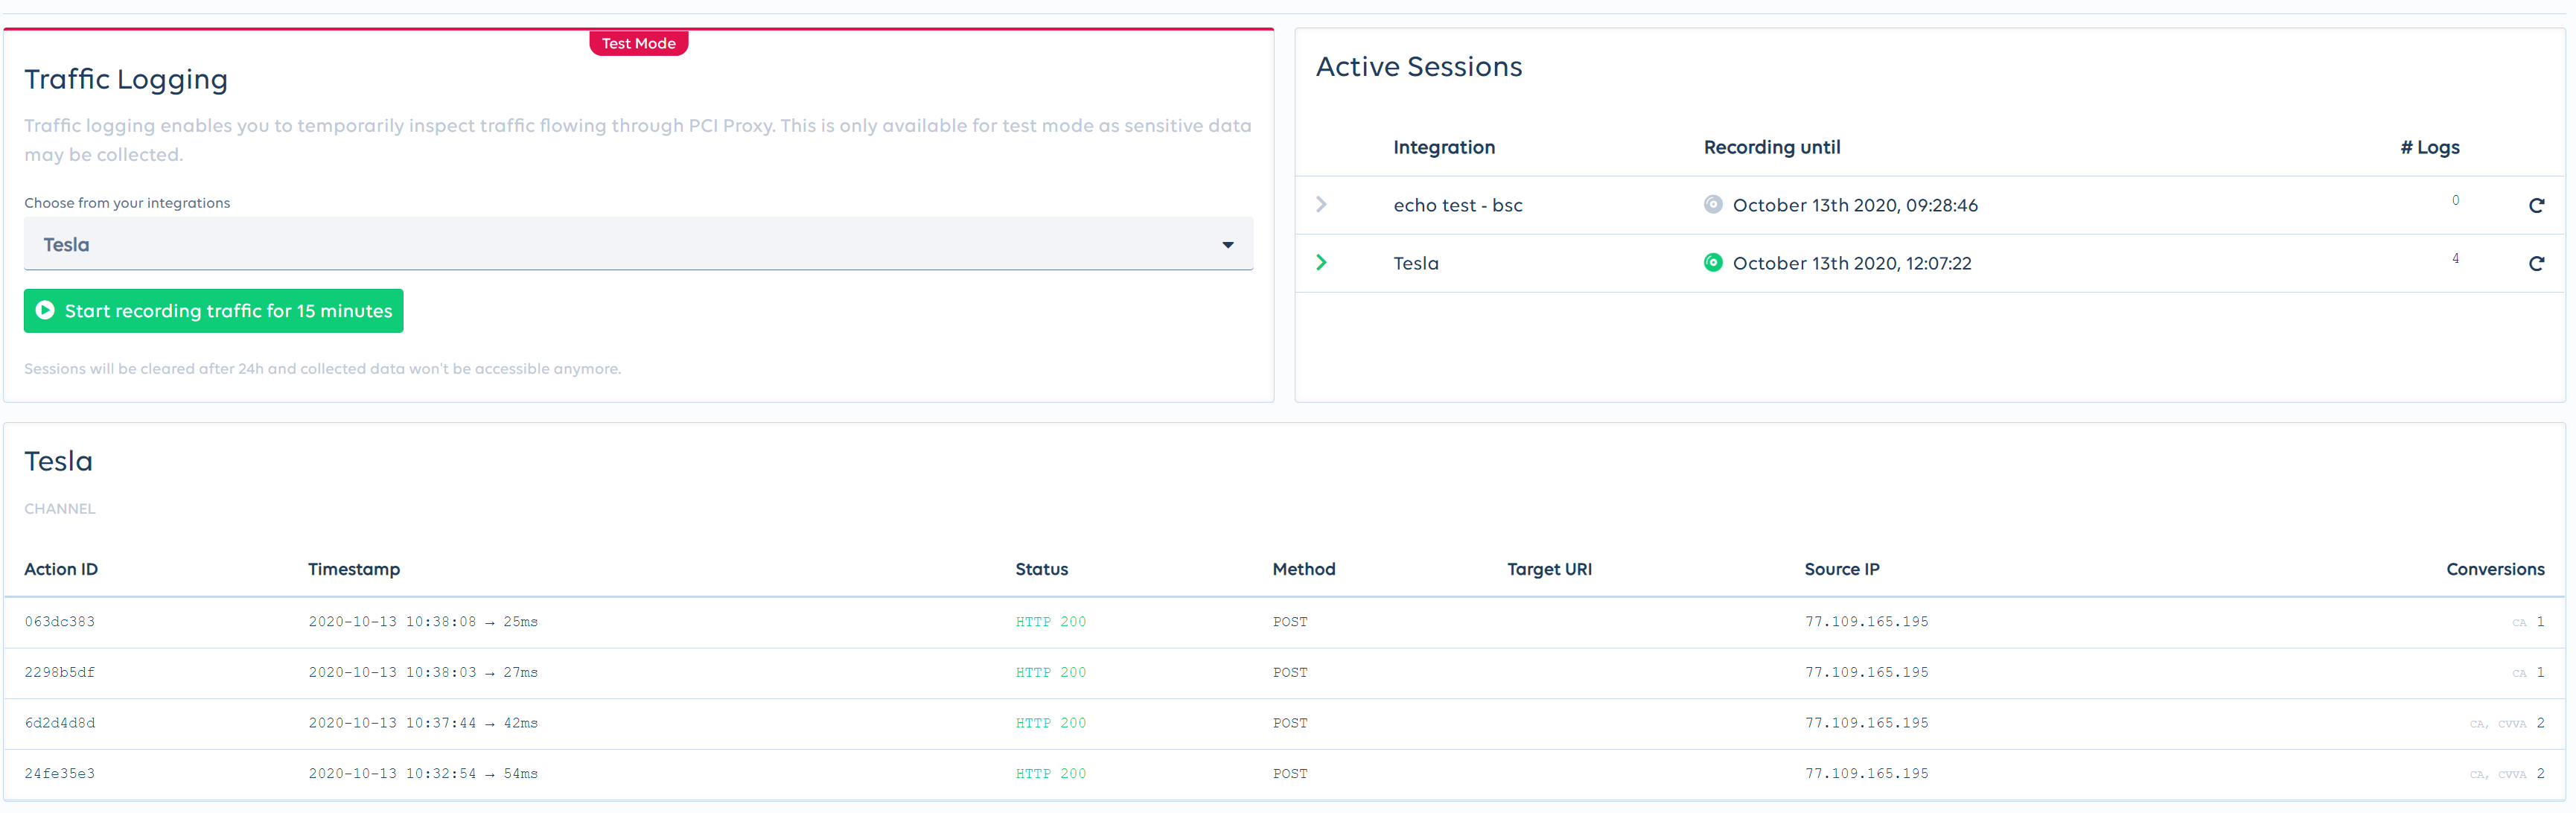 Test Mode
Traffic Logging
Traffic logging enables you to temporarily inspect traffic flowing through PCI Proxy. This is only available for test mode as sensitive data
may be collected.
Choose from your integrations
Tesla
Start recording traffic for 15 minutes
Sessions will be cleared after 24h and collected data won't be accessible anymore.
Active Sessions
Integration Recording until # Logs
echo test - bsc October 13th 2020, 09:28:46 0
Tesla October 13th 2020, 12:07:22 4
Tesla
CHANNEL
Action ID Timestamp Status Method Target URI Source IP Conversions
063dc383 2020-10-13 10:38:08 → 25ms HTTP 200 POST 77.109.165.195 CA 1
2298b5df 2020-10-13 10:38:03 → 27ms HTTP 200 POST 77.109.165.195 CA 1
6d2d4d8d 2020-10-13 10:37:44 → 42ms HTTP 200 POST 77.109.165.195 CA, CVVA 2
24fe35e3 2020-10-13 10:32:54 → 54ms HTTP 200 POST 77.109.165.195 CA, CVVA 2